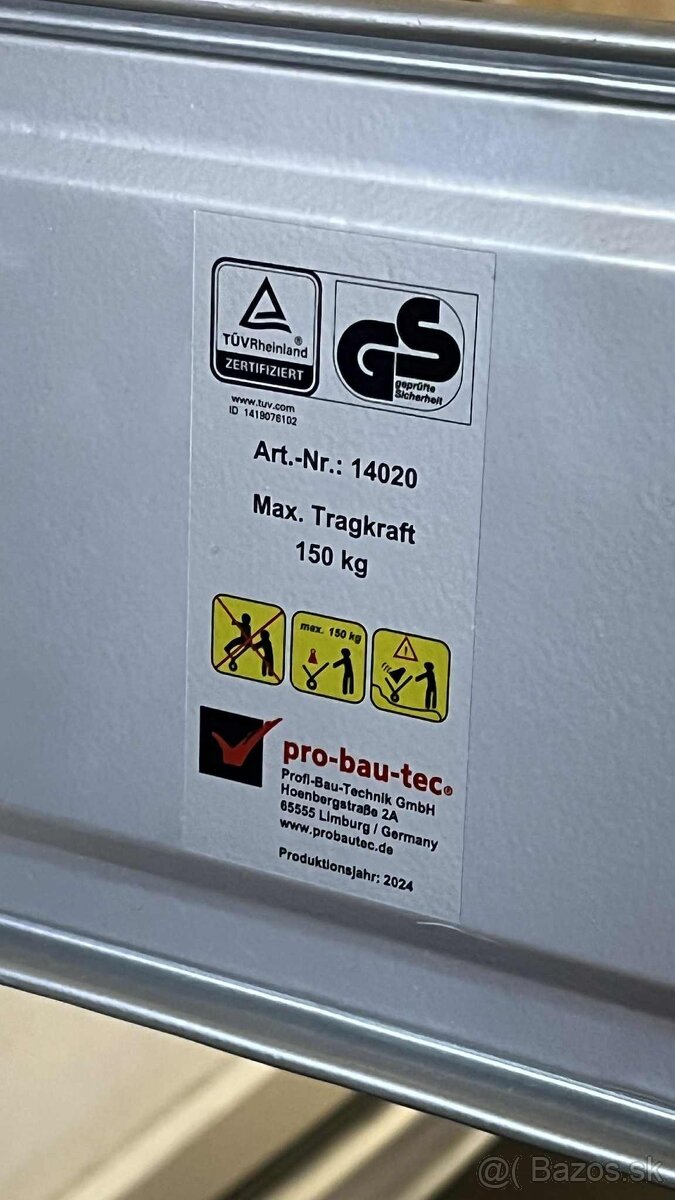 TÜVRheinland®
ZERTIFIZIERT
GS
geprüfte
Sicherheit
www.tuv.com
ID 1419076102
Art.-Nr.: 14020
Max. Tragkraft
150 kg
max. 150 kg
!
pro-bau-tec®
Profi-Bau-Technik GmbH
Hoenbergstraße 2A
65555 Limburg / Germany
www.probautec.de
Produktionsjahr: 2024
@( Bazos.sk